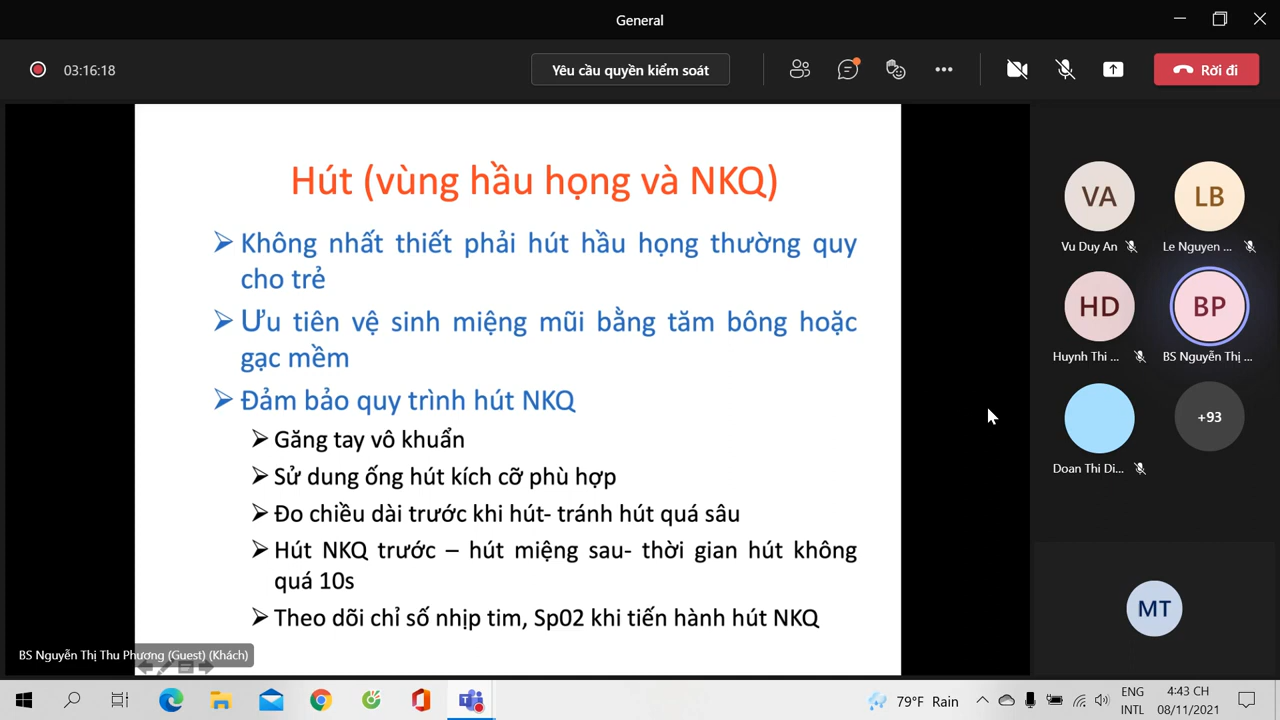 General
03:16:18
Yêu cầu quyền kiểm soát
Rời đi
Hút (vùng hầu họng và NKQ)
Không nhất thiết phải hút hầu họng thường quy
cho trẻ
Ưu tiên vệ sinh miệng mũi bằng tăm bông hoặc
gạc mềm
Đảm bảo quy trình hút NKQ
Găng tay vô khuẩn
Sử dung ống hút kích cỡ phù hợp
Đo chiều dài trước khi hút- tránh hút quá sâu
Hút NKQ trước – hút miệng sau- thời gian hút không
quá 10s
Theo dõi chỉ số nhịp tim, Sp02 khi tiến hành hút NKQ
BS Nguyễn Thị Thu Phương (Guest) (Khách)
VA
Vu Duy An
LB
Le Nguyen ...
HD
Huynh Thi ...
BP
BS Nguyễn Thị ...
Doan Thi Di...
+93
MT
79°F Rain
ENG
INTL
4:43 CH
08/11/2021